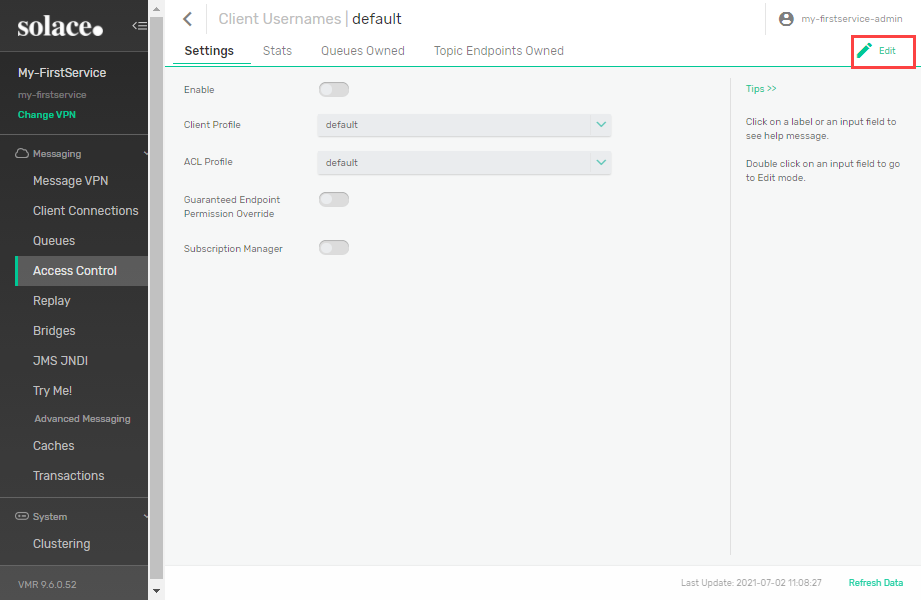 solace.
My-FirstService
my-firstservice
Change VPN
Messaging
Message VPN
Client Connections
Queues
Access Control
Replay
Bridges
JMS JNDI
Try Me!
Advanced Messaging
Caches
Transactions
System
Clustering
VMR 9.6.0.52
Client Usernames | default
my-firstservice-admin
Settings Stats Queues Owned Topic Endpoints Owned
Edit
Enable
Client Profile default
ACL Profile default
Guaranteed Endpoint
Permission Override
Subscription Manager
Tips >>
Click on a label or an input field to
see help message.
Double click on an input field to go
to Edit mode.
Last Update: 2021-07-02 11:08:27 Refresh Data